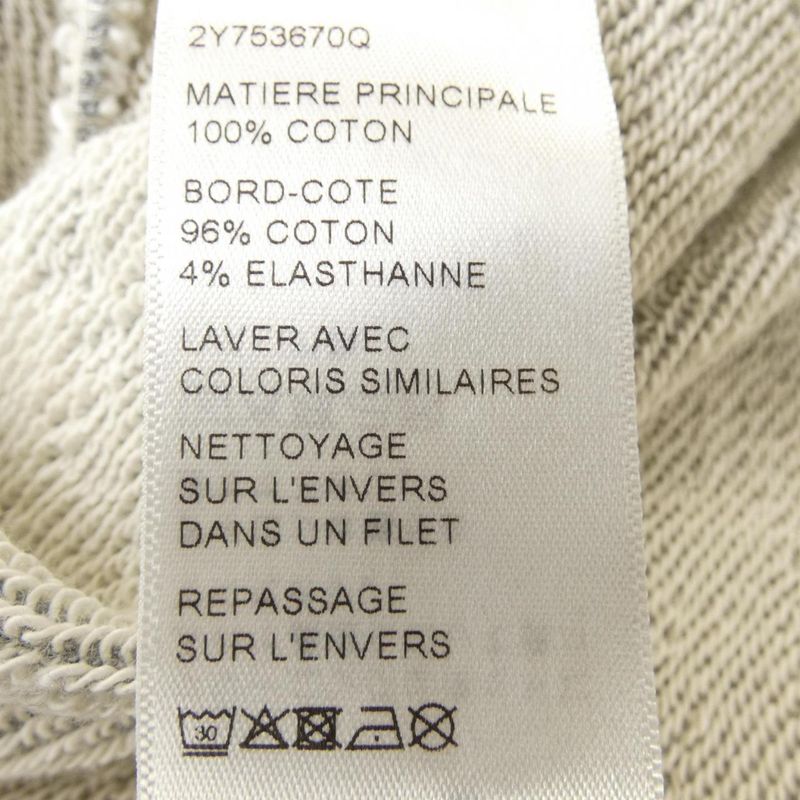 2Y753670Q
MATIERE PRINCIPALE
100% COTON
BORD-COTE
96% COTON
4% ELASTHANNE
LAVER AVEC
COLORIS SIMILAIRES
NETTOYAGE
SUR L'ENVERS
DANS UN FILET
REPASSAGE
SUR L'ENVERS
30